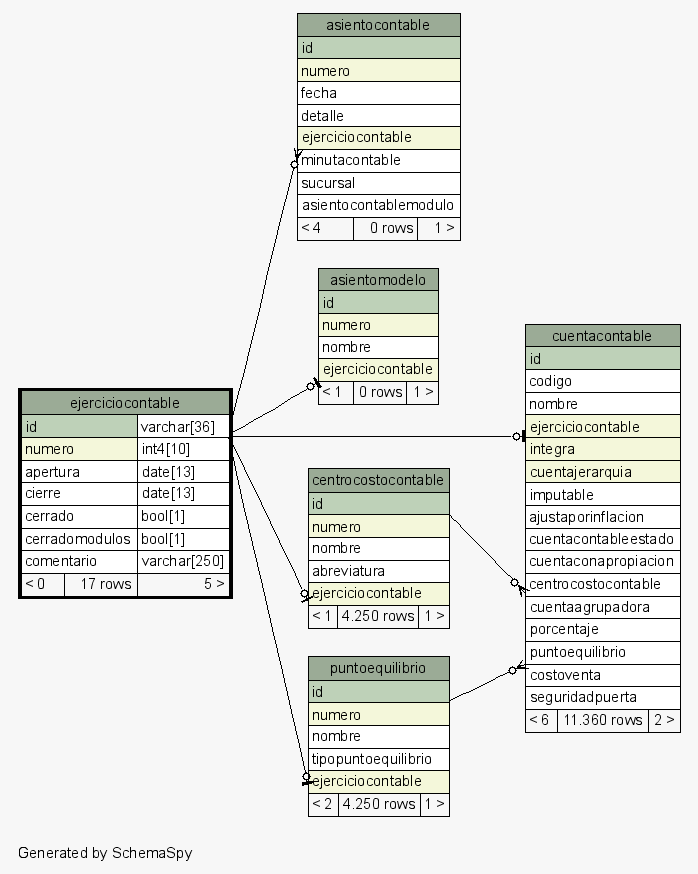 asientocontable
id
numero
fecha
detalle
ejerciciocontable
minutacontable
sucursal
asientocontablemodulo
< 4 0 rows 1 >
asientomodelo
id
numero
nombre
ejerciciocontable
< 1 0 rows 1 >
cuentacontable
id
codigo
nombre
ejerciciocontable
integra
cuentajerarquia
imputable
ajustaporinflacion
cuentacontableestado
cuentaconapropiacion
centrocostocontable
cuentaagrupadora
porcentaje
puntoequilibrio
costoventa
seguridadpuerta
< 6 11.360 rows 2 >
ejerciciocontable
id varchar[36]
numero int4[10]
apertura date[13]
cierre date[13]
cerrado bool[1]
cerradomodulos bool[1]
comentario varchar[250]
< 0 17 rows 5 >
centrocostocontable
id
numero
nombre
abreviatura
ejerciciocontable
< 1 4.250 rows 1 >
puntoequilibrio
id
numero
nombre
tipopuntoequilibrio
ejerciciocontable
< 2 4.250 rows 1 >
Generated by SchemaSpy